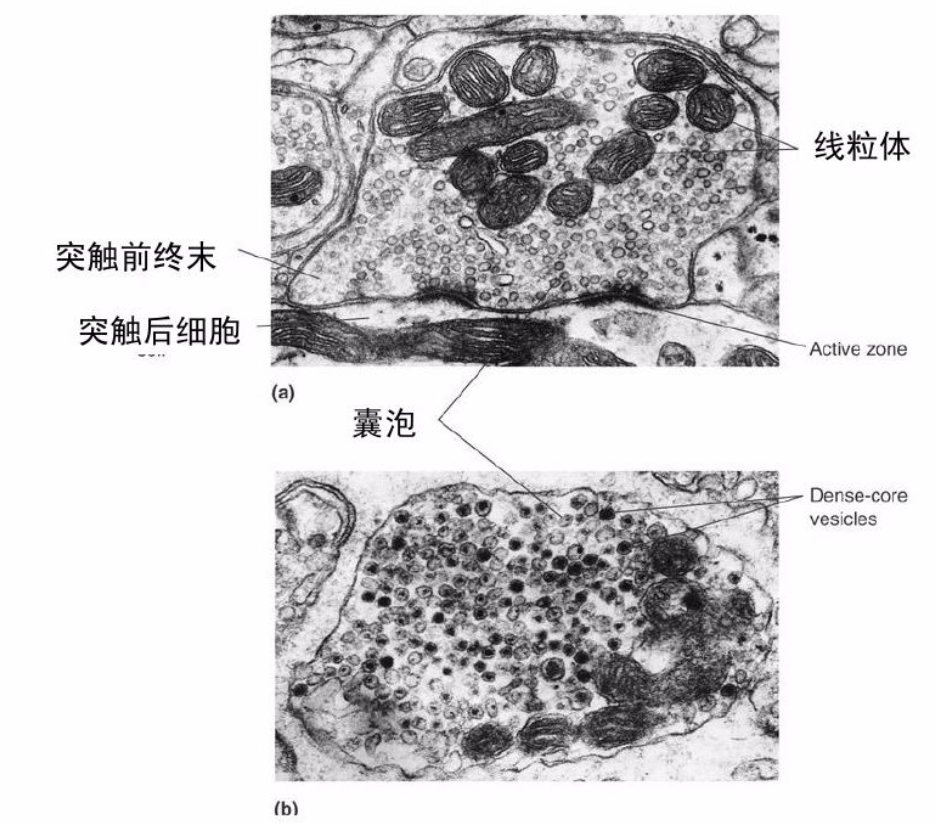 线粒体
突触前终末
突触后细胞
Active zone
(a)
囊泡
Dense-core
vesicles
(b)